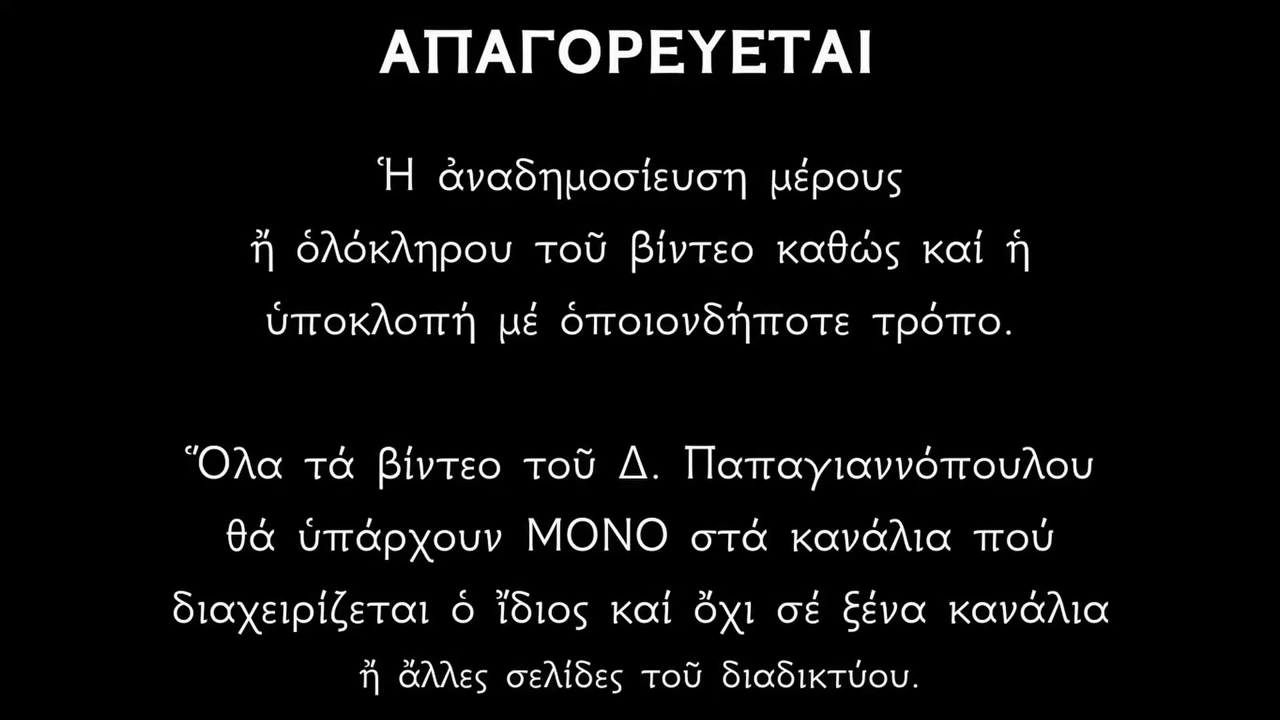 ΑΠΑΓΟΡΕΥΕΤΑΙ
Ἡ ἀναδημοσίευση μέρους
ἤ ὁλόκληρου τοῦ βίντεο καθώς καί ἡ
ὑποκλοπή μέ ὁποιονδήποτε τρόπο.
Ὅλα τά βίντεο τοῦ Δ. Παπαγιαννόπουλου
θά ὑπάρχουν ΜΟΝΟ στά κανάλια πού
διαχειρίζεται ὁ ἴδιος καί ὄχι σέ ξένα κανάλια
ἤ ἄλλες σελίδες τοῦ διαδικτύου.